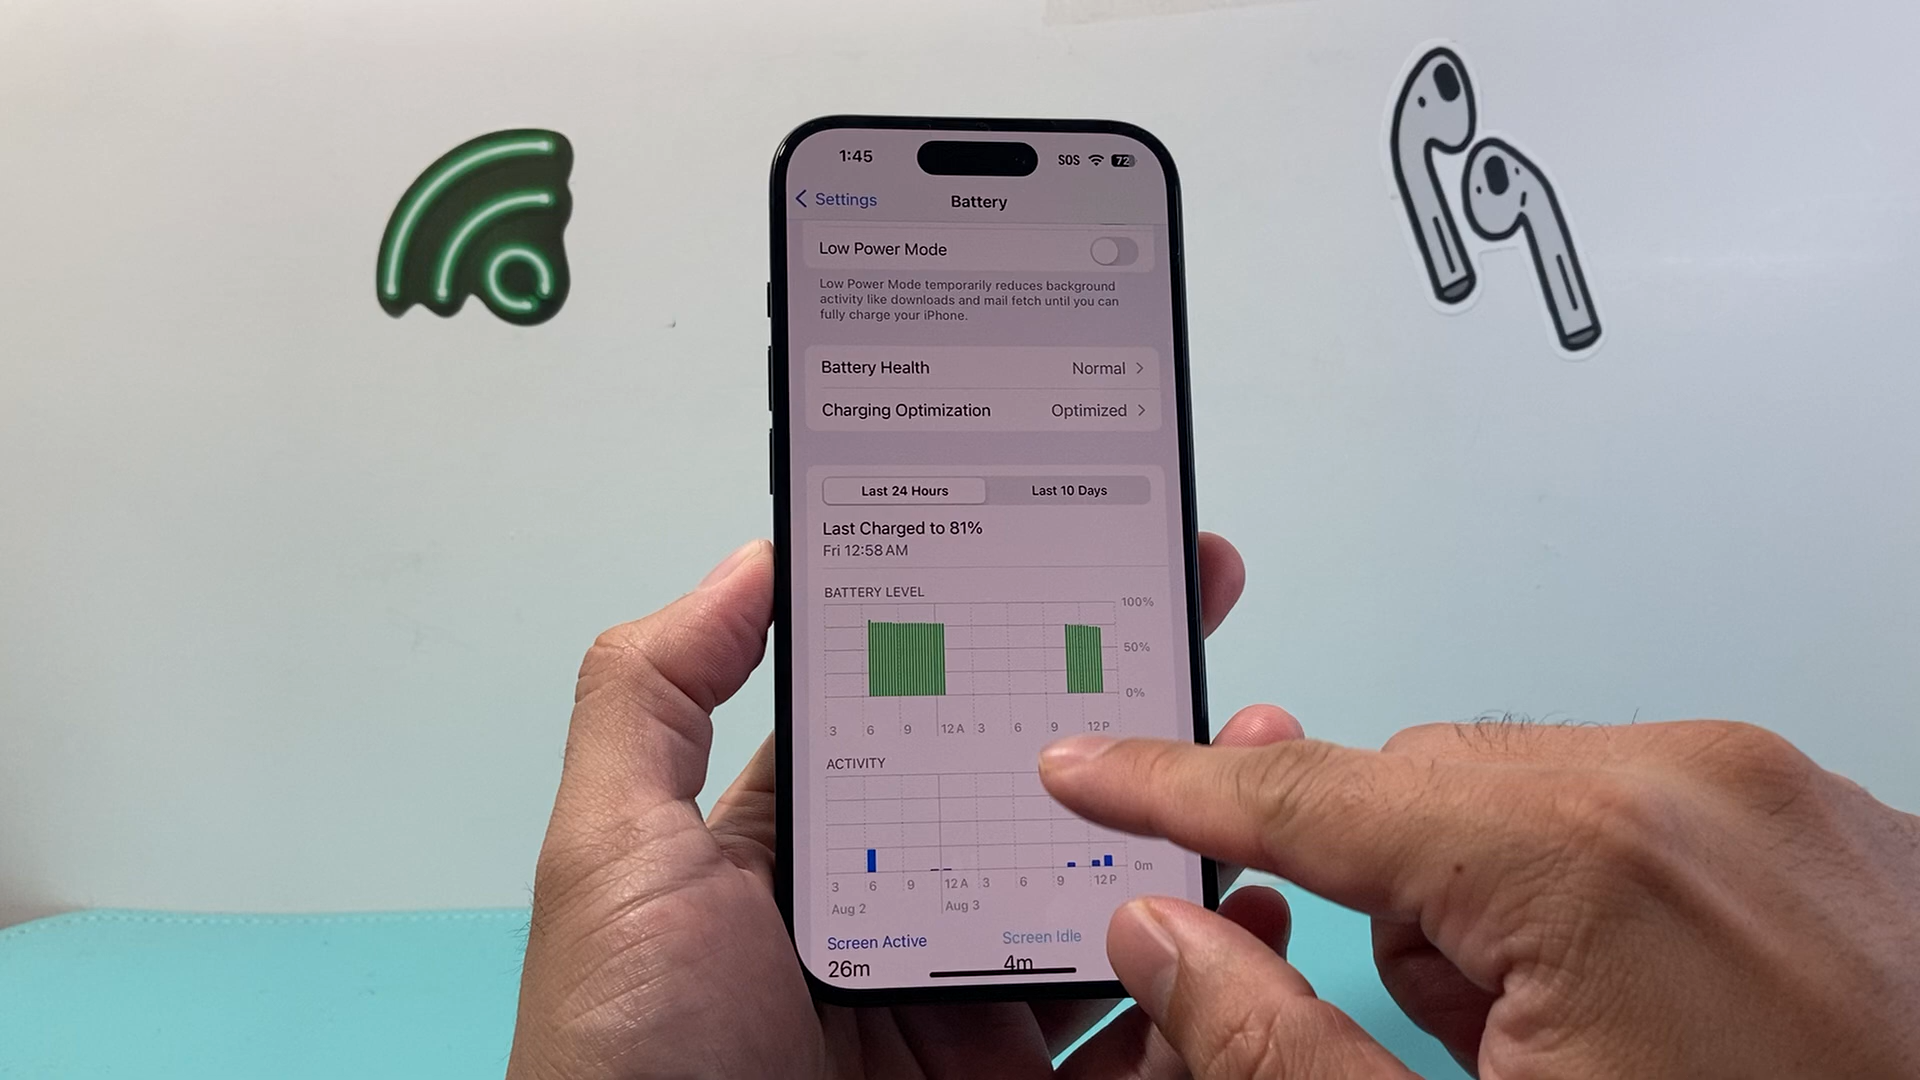 1:45
SOS 72
Settings
Battery
Low Power Mode
Low Power Mode temporarily reduces background
activity like downloads and mail fetch until you can
fully charge your iPhone.
Battery Health Normal
Charging Optimization Optimized
Last 24 Hours Last 10 Days
Last Charged to 81%
Fri 12:58 AM
BATTERY LEVEL
100%
50%
0%
3 6 9 12 A 3 6 9 12 P
ACTIVITY
0m
3 6 9 12 A 3 6 9 12 P
Aug 2 Aug 3
Screen Active Screen Idle
26m 4m